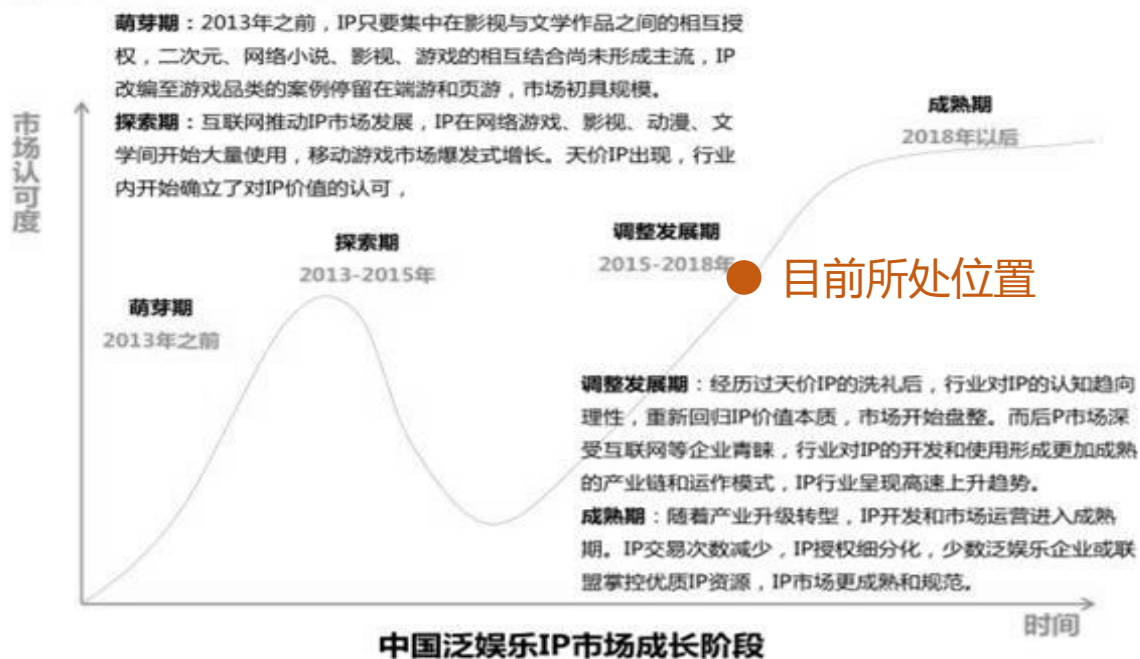 萌芽期：2013年之前，IP只要集中在影视与文学作品之间的相互授
权，二次元、网络小说、影视、游戏的相互结合尚未形成主流，IP
改编至游戏品类的案例停留在端游和页游，市场初具规模。
探索期：互联网推动IP市场发展，IP在网络游戏、影视、动漫、文
学间开始大量使用，移动游戏市场爆发式增长。天价IP出现，行业
内开始确立了对IP价值的认可，
市场认可度
成熟期
2018年以后
调整发展期
2015-2018年
目前所处位置
探索期
2013-2015年
萌芽期
2013年之前
调整发展期：经历过天价IP的洗礼后，行业对IP的认知趋向
理性，重新回归IP价值本质，市场开始盘整。而后P市场深
受互联网等企业青睐，行业对IP的开发和使用形成更加成熟
的产业链和运作模式，IP行业呈现高速上升趋势。
成熟期：随着产业升级转型，IP开发和市场运营进入成熟
期。IP交易次数减少，IP授权细分化，少数泛娱乐企业或联
盟掌控优质IP资源，IP市场更成熟和规范。
时间
中国泛娱乐IP市场成长阶段